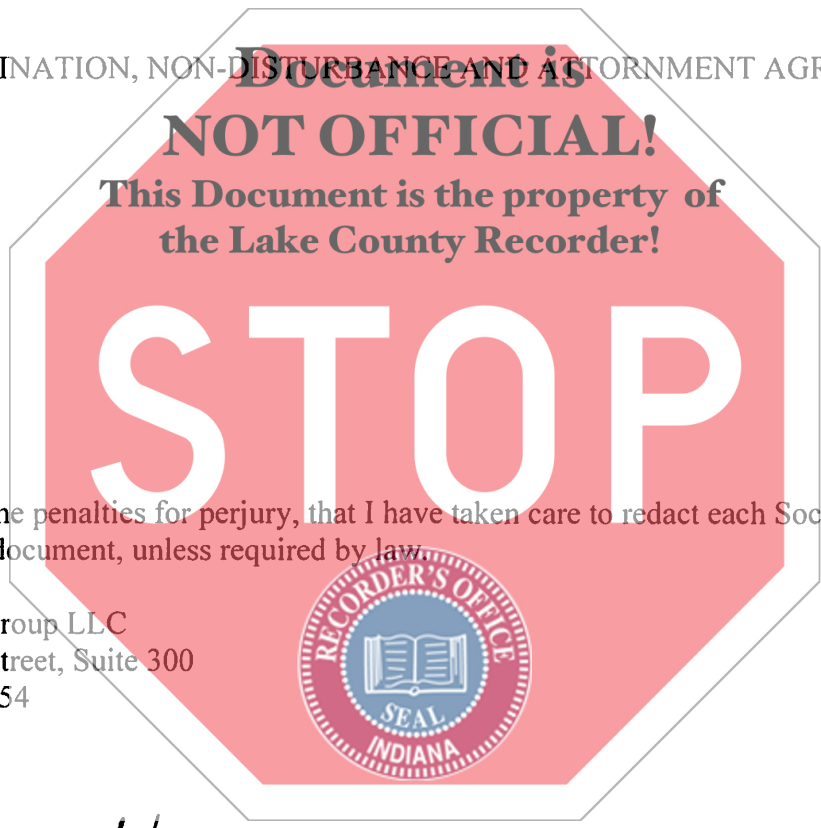 INATION, NON-DISTURBANCE AND ATTORNMENT AGR
Document is
NOT OFFICIAL!
This Document is the property of
the Lake County Recorder!
STOP
he penalties for perjury, that I have taken care to redact each Soc
document, unless required by law.
RECORDER'S OFFICE
roup LLC
treet, Suite 300
54
SEAL
INDIANA